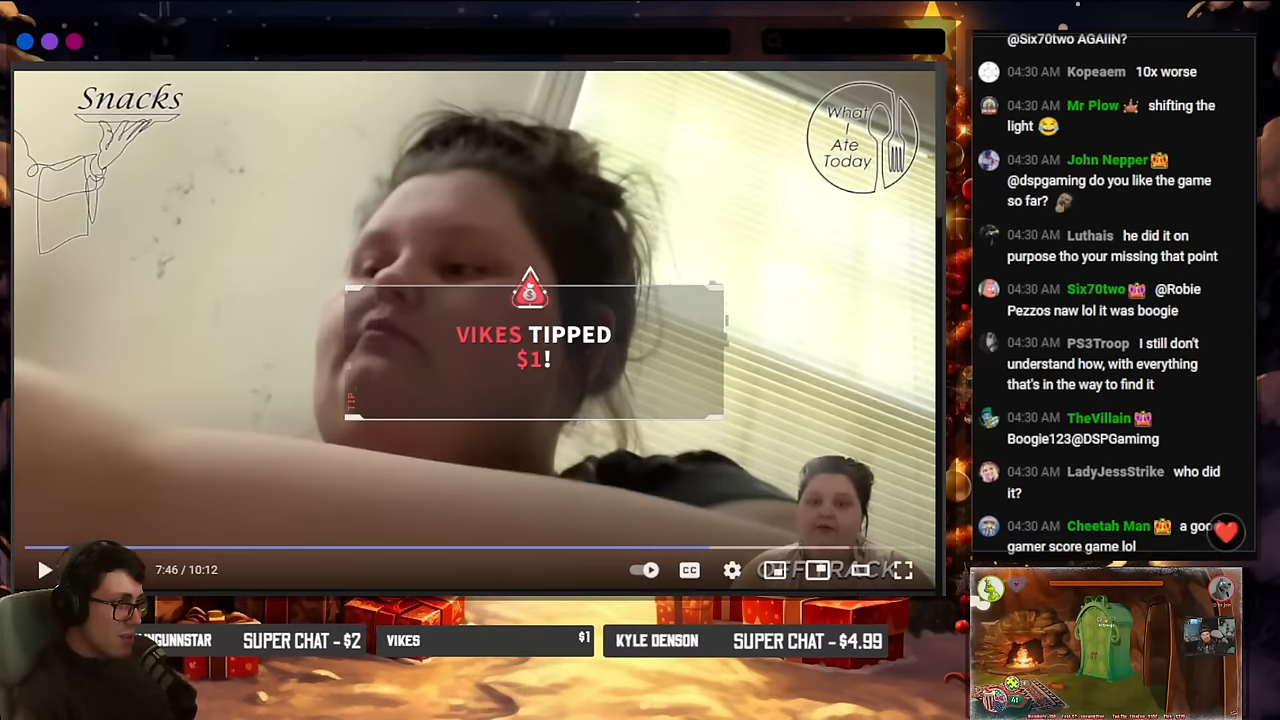 Snacks
What
I
Ate
Today
VIKES TIPPED
$1!
TIP
7:46 / 10:12
CC
NGUNNSTAR SUPER CHAT – $2
VIKES $1
KYLE DENSON SUPER CHAT – $4.99
@Six70two AGAIIN?
04:30 AM Kopeaem 10x worse
04:30 AM Mr Plow shifting the
light 😂
04:30 AM John Nepper
@dspgaming do you like the game
so far?
04:30 AM Luthais he did it on
purpose tho your missing that point
04:30 AM Six70two @Robie
Pezzos naw lol it was boogie
04:30 AM PS3Troop I still don't
understand how, with everything
that's in the way to find it
04:30 AM TheVillain
Boogie123@DSPGamimg
04:30 AM LadyJessStrike who did
it?
04:30 AM Cheetah Man a goo
gamer score game lol